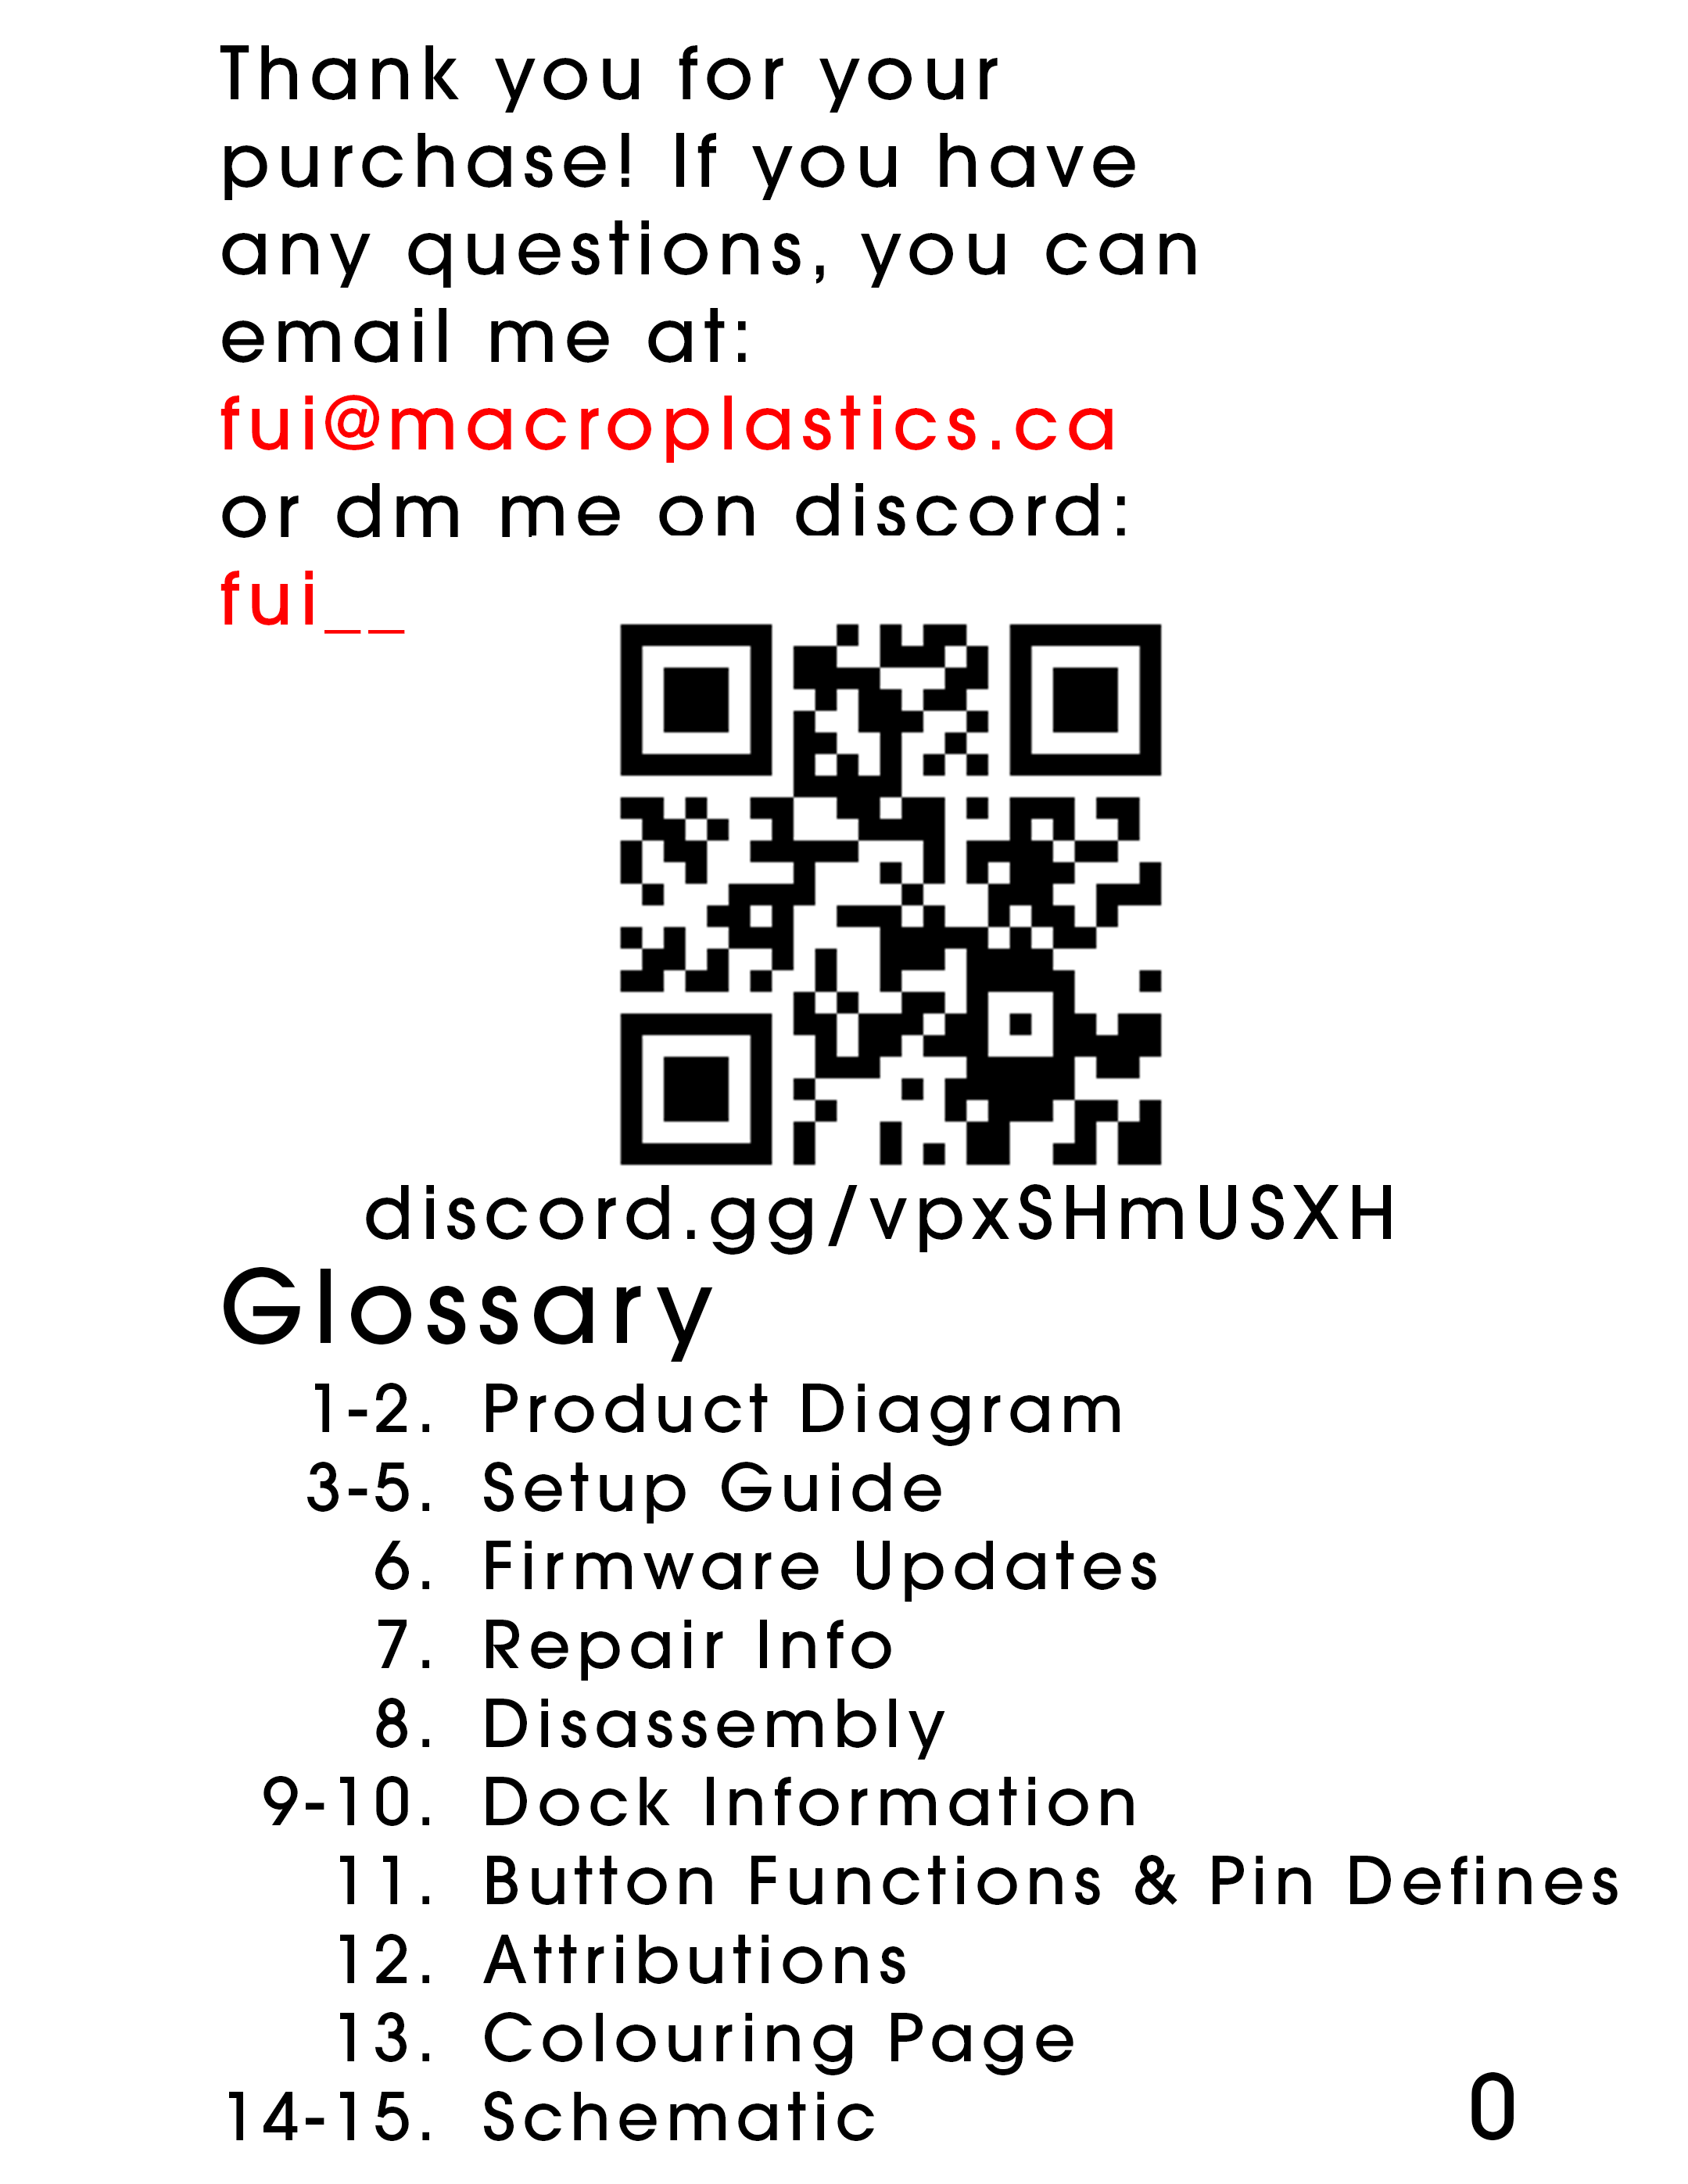 Thank you for your
purchase! If you have
any questions, you can
email me at:
fui@macroplastics.ca
or dm me on discord:
fui__
discord.gg/vpxSHmUSXH
Glossary
1-2. Product Diagram
3-5. Setup Guide
6. Firmware Updates
7. Repair Info
8. Disassembly
9-10. Dock Information
11. Button Functions & Pin Defines
12. Attributions
13. Colouring Page
14-15. Schematic
0